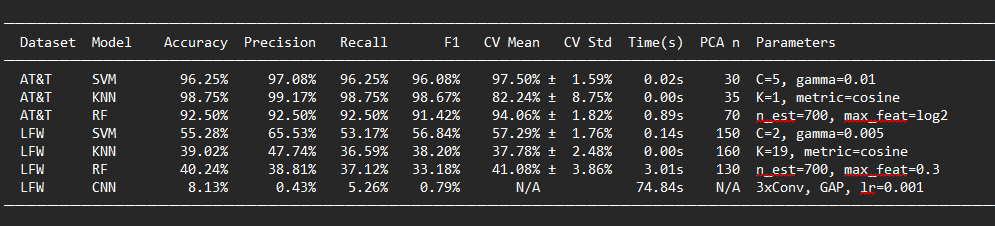 Dataset Model Accuracy Precision Recall F1 CV Mean CV Std Time(s) PCA n Parameters
AT&T SVM 96.25% 97.08% 96.25% 96.08% 97.50% ± 1.59% 0.02s 30 C=5, gamma=0.01
AT&T KNN 98.75% 99.17% 98.75% 98.67% 82.24% ± 8.75% 0.00s 35 K=1, metric=cosine
AT&T RF 92.50% 92.50% 92.50% 91.42% 94.06% ± 1.82% 0.89s 70 n_est=700, max_feat=log2
LFW SVM 55.28% 65.53% 53.17% 56.84% 57.29% ± 1.76% 0.14s 150 C=2, gamma=0.005
LFW KNN 39.02% 47.74% 36.59% 38.20% 37.78% ± 2.48% 0.00s 160 K=19, metric=cosine
LFW RF 40.24% 38.81% 37.12% 33.18% 41.08% ± 3.86% 3.01s 130 n_est=700, max_feat=0.3
LFW CNN 8.13% 0.43% 5.26% 0.79% N/A 74.84s N/A 3xConv, GAP, lr=0.001